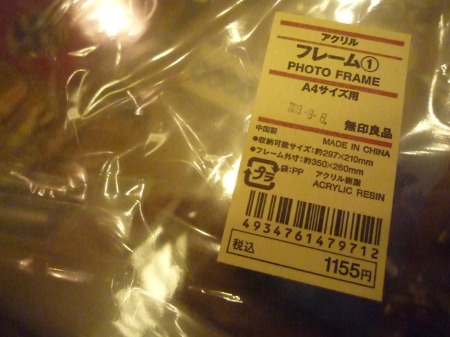 アクリル
フレーム①
PHOTO FRAME
A4サイズ用
無印良品
中国製 MADE IN CHINA
●収納可能サイズ:約297×210mm
●フレーム外寸:約350×260mm
プラ 袋:PP アクリル樹脂
ACRYLIC RESIN
4934761479712
税込 1155円